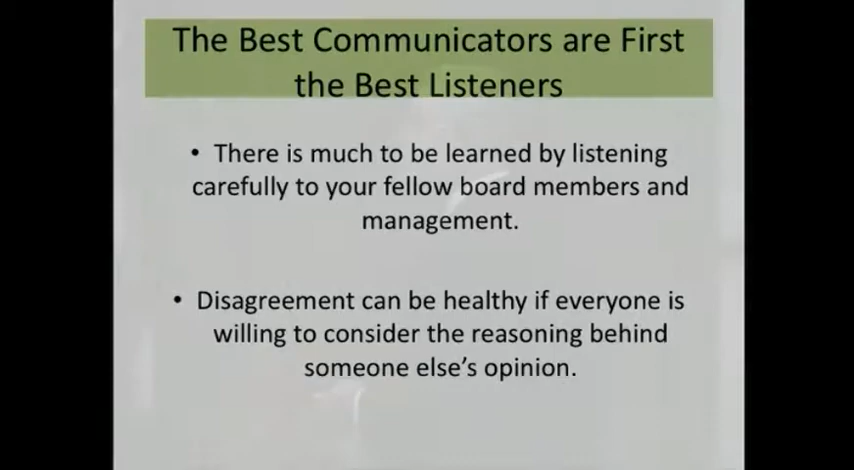 The Best Communicators are First
the Best Listeners
• There is much to be learned by listening
carefully to your fellow board members and
management.
• Disagreement can be healthy if everyone is
willing to consider the reasoning behind
someone else’s opinion.